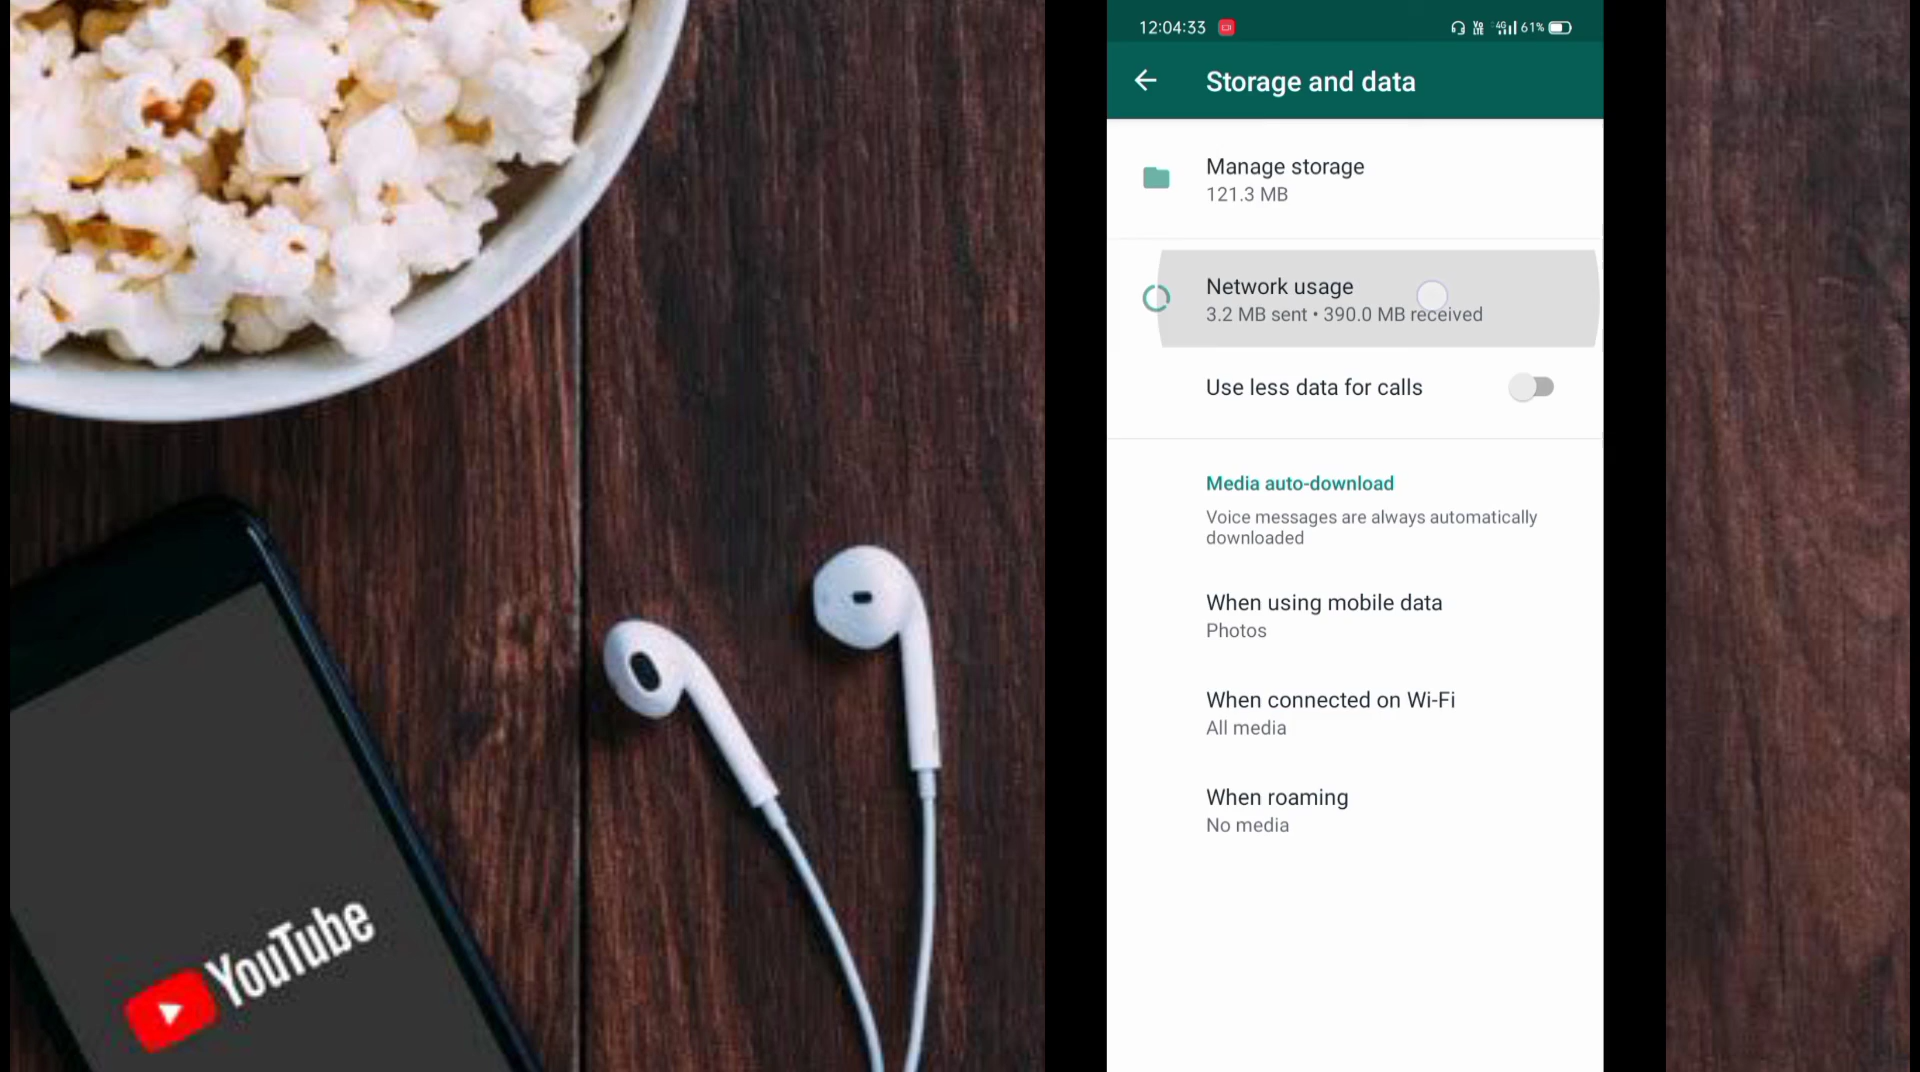 12:04:33
4G 61%
Storage and data
Manage storage
121.3 MB
Network usage
3.2 MB sent • 390.0 MB received
Use less data for calls
Media auto-download
Voice messages are always automatically
downloaded
When using mobile data
Photos
When connected on Wi-Fi
All media
When roaming
No media
YouTube